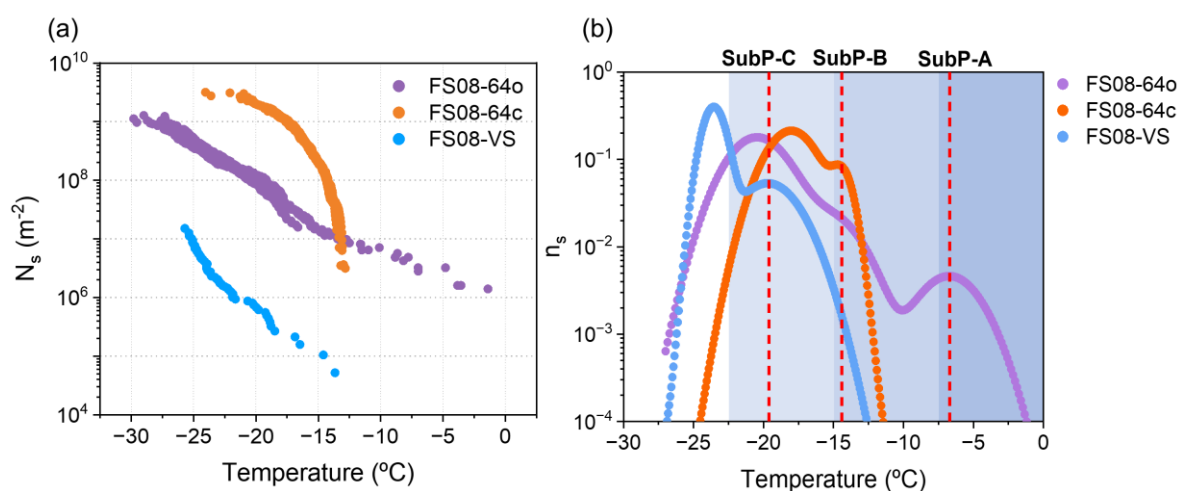 (a)
N_s (m^-2)
10^10
10^8
10^6
10^4
FS08-64o
FS08-64c
FS08-VS
−30 −25 −20 −15 −10 −5 0
Temperature (ºC)
(b)
SubP-C SubP-B SubP-A
n_s
10^0
10^−1
10^−2
10^−3
10^−4
FS08-64o
FS08-64c
FS08-VS
−30 −25 −20 −15 −10 −5 0
Temperature (ºC)